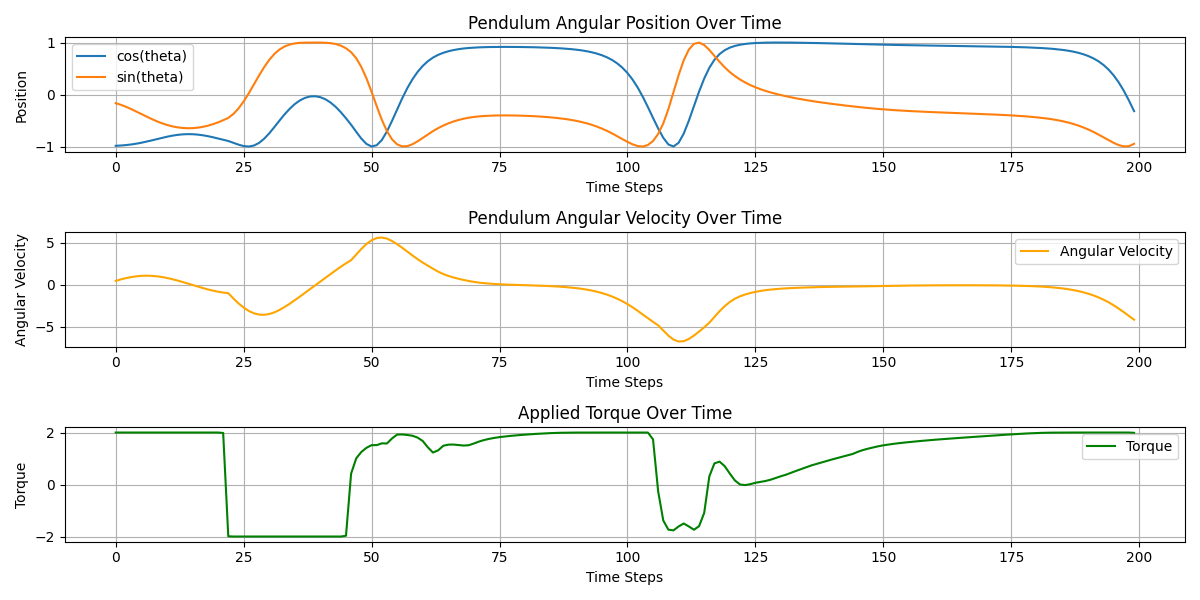 Pendulum Angular Position Over Time
Position
1
0
−1
cos(theta)
sin(theta)
0 25 50 75 100 125 150 175 200
Time Steps
Pendulum Angular Velocity Over Time
Angular Velocity
5
0
−5
Angular Velocity
0 25 50 75 100 125 150 175 200
Time Steps
Applied Torque Over Time
Torque
2
0
−2
Torque
0 25 50 75 100 125 150 175 200
Time Steps